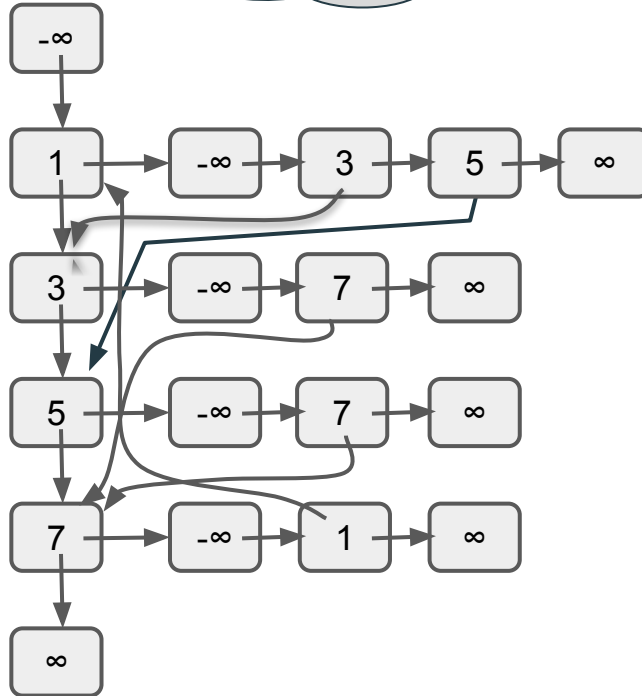 -∞
1 -∞ 3 5 ∞
3 -∞ 7 ∞
5 -∞ 7 ∞
7 -∞ 1 ∞
∞